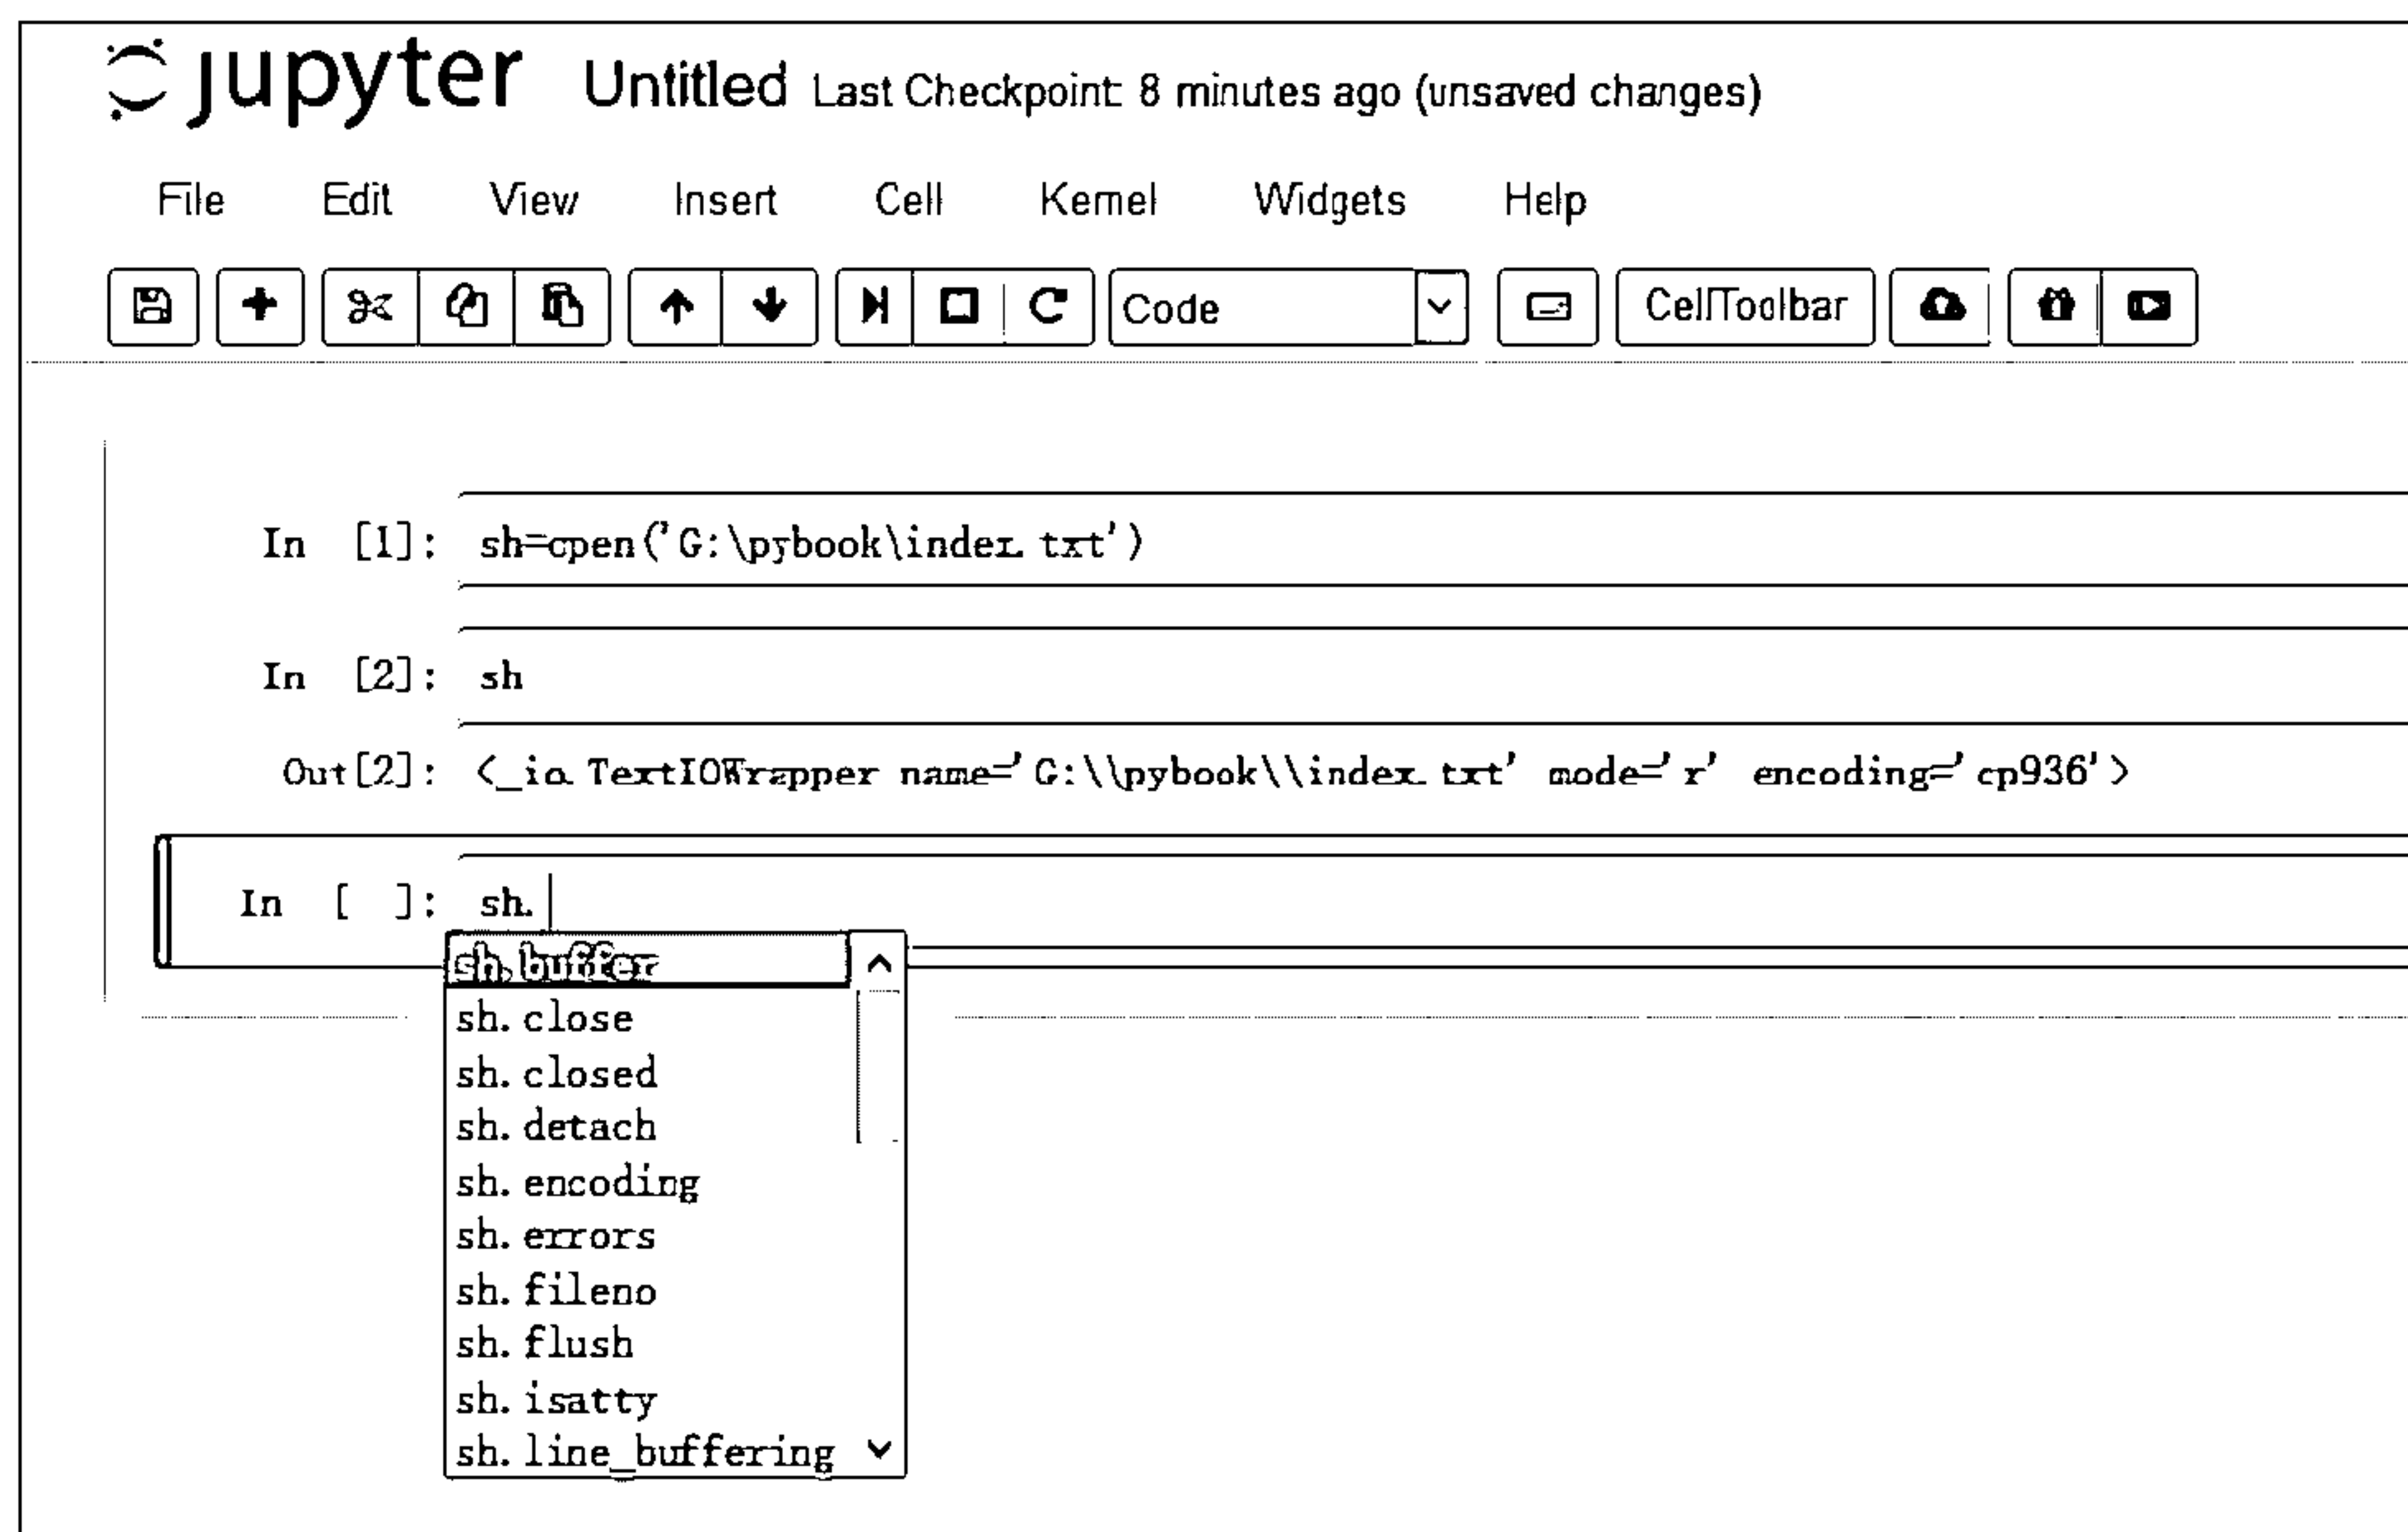 jupyter Untitled Last Checkpoint: 8 minutes ago (unsaved changes)
File Edit View Insert Cell Kernel Widgets Help
Code CellToolbar
In [1]: sh=open('G:\pybook\index.txt')
In [2]: sh
Out[2]: <_io.TextIOWrapper name='G:\\pybook\\index.txt' mode='r' encoding='cp936'>
In [ ]: sh.
sh.buffer
sh.close
sh.closed
sh.detach
sh.encoding
sh.errors
sh.fileno
sh.flush
sh.isatty
sh.line_buffering